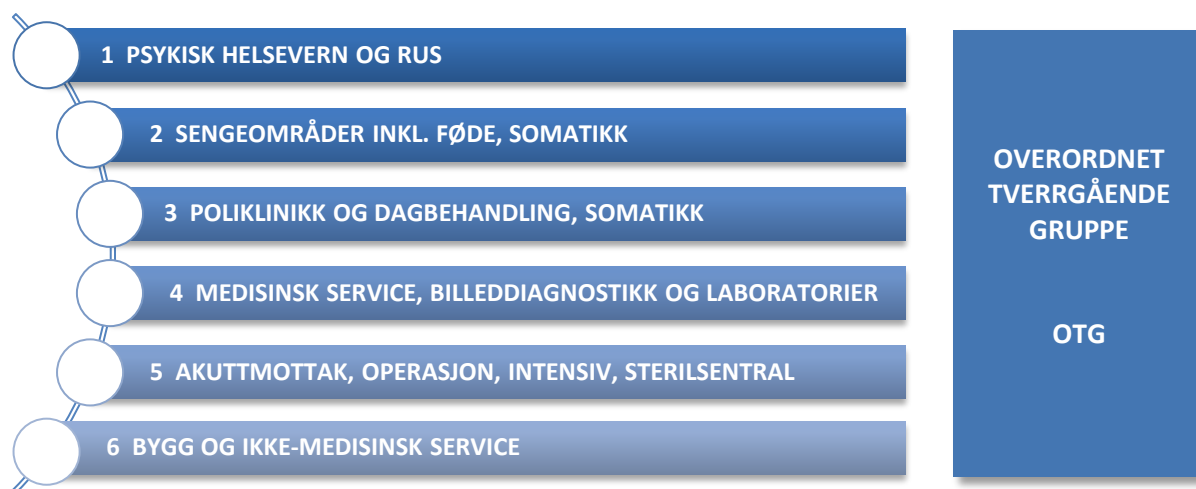 1 PSYKISK HELSEVERN OG RUS
2 SENGEOMRÅDER INKL. FØDE, SOMATIKK
3 POLIKLINIKK OG DAGBEHANDLING, SOMATIKK
4 MEDISINSK SERVICE, BILLEDDIAGNOSTIKK OG LABORATORIER
5 AKUTTMOTTAK, OPERASJON, INTENSIV, STERILSENTRAL
6 BYGG OG IKKE-MEDISINSK SERVICE
OVERORDNET
TVERRGÅENDE
GRUPPE
OTG